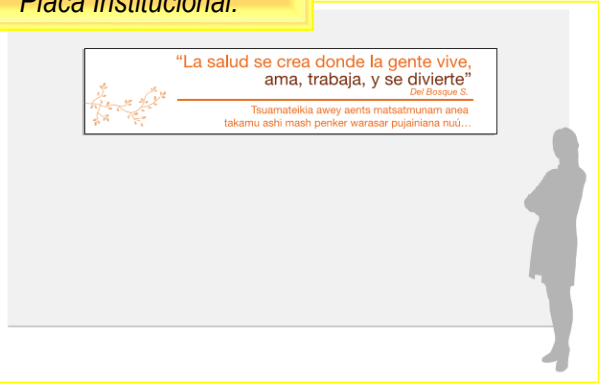 Placa Institucional.
“La salud se crea donde la gente vive,
ama, trabaja, y se divierte”
Del Bosque S.
Tsuamateikia awey aents matsatmunam anea
takamu ashi mash penker warasar pujainiana nuú…